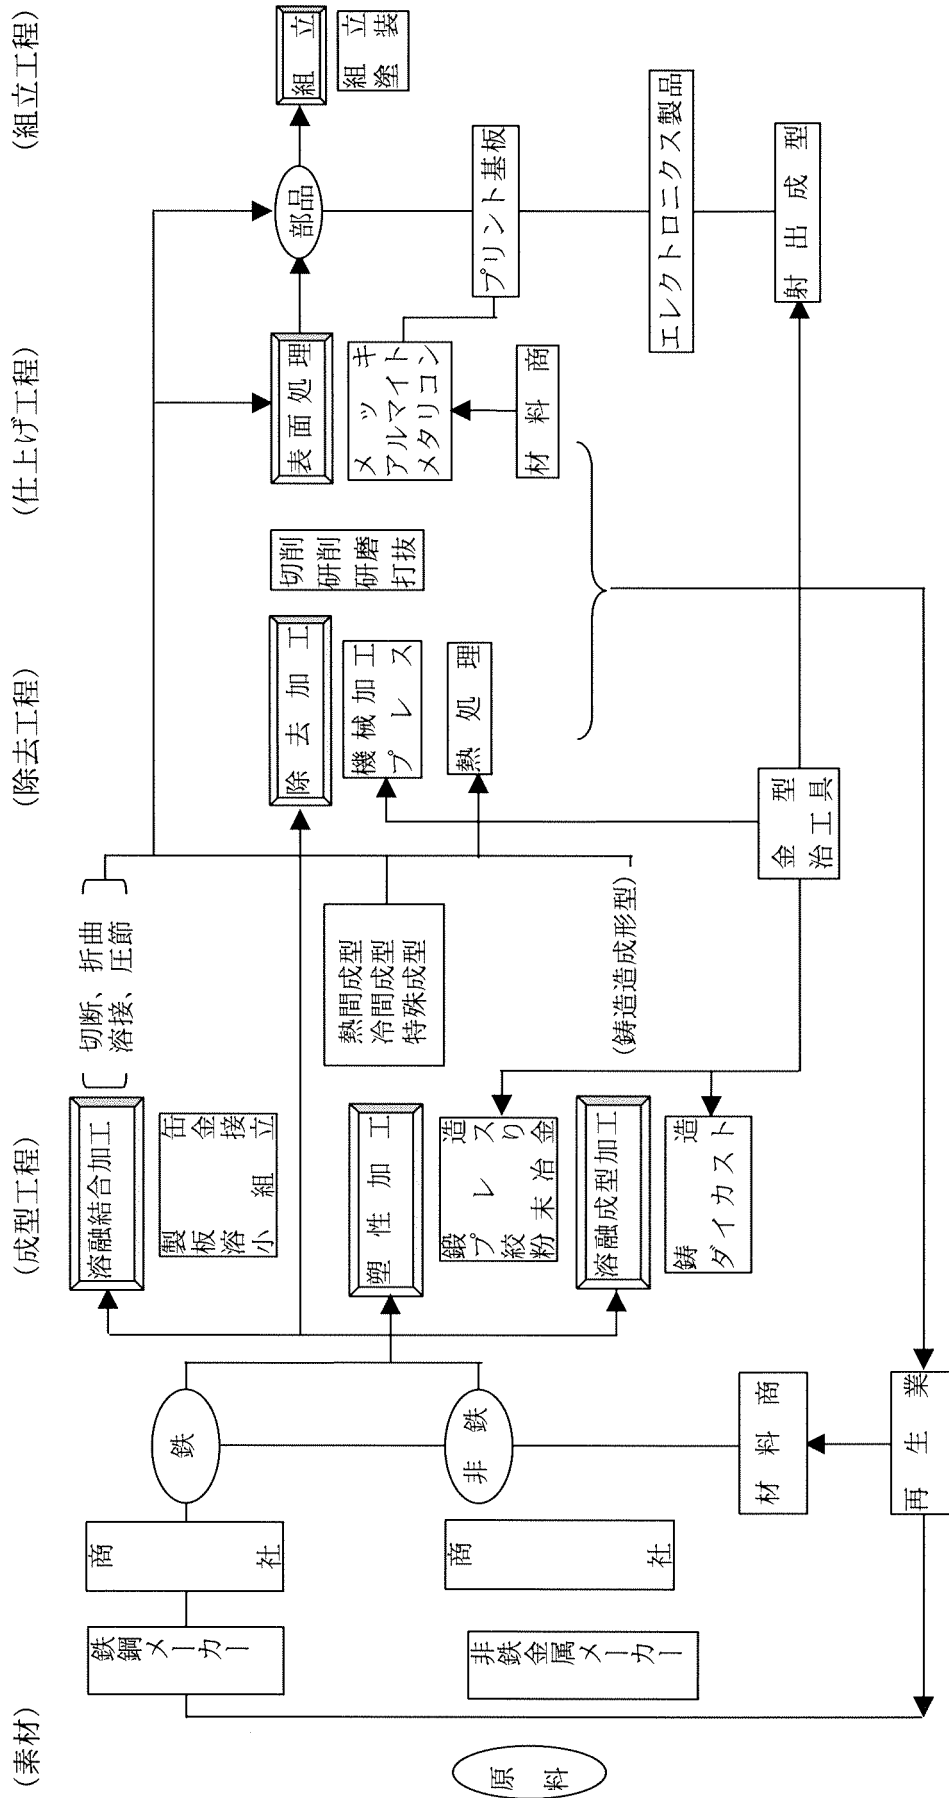 (素材)
(成型工程)
(除去工程)
(仕上げ工程)
(組立工程)
原料
鉄鋼メーカー
商社
鉄
非鉄金属メーカー
商社
非鉄
材料商
再生業
溶融結合加工
切断、折曲
溶接、圧節
製缶
板金
溶接
小組立
塑性加工
熱間成型
冷間成型
特殊成型
鍛造
プレス
絞り
粉末冶金
溶融成型加工
(鋳造造成形型)
鋳造
ダイカスト
金型
治工具
除去加工
切削
研削
研磨
打抜
機械加工
プレス
熱処理
表面処理
メッキ
アルマイト
メタリコン
材料商
部品
プリント基板
エレクトロニクス製品
射出成型
組立
組立
塗装